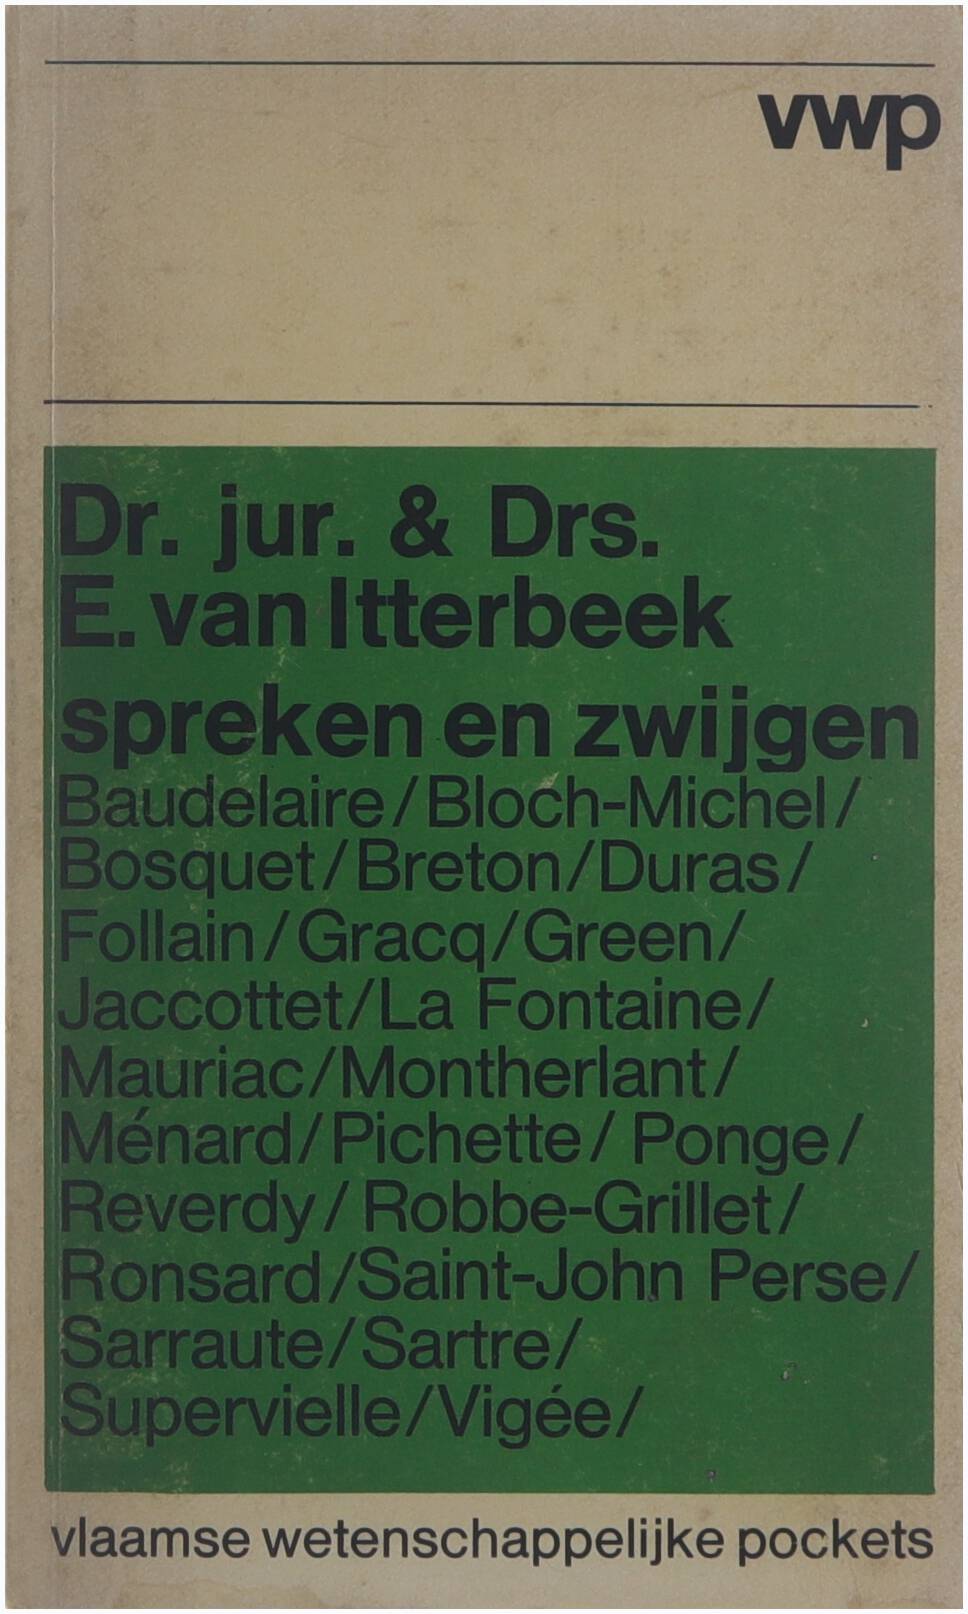 vwp
Dr. jur. & Drs.
E. van Itterbeek
spreken en zwijgen
Baudelaire/Bloch-Michel/
Bosquet/Breton/Duras/
Follain/Gracq/Green/
Jaccottet/La Fontaine/
Mauriac/Montherlant/
Ménard/Pichette/Ponge/
Reverdy/Robbe-Grillet/
Ronsard/Saint-John Perse/
Sarraute/Sartre/
Supervielle/Vigée/
vlaamse wetenschappelijke pockets